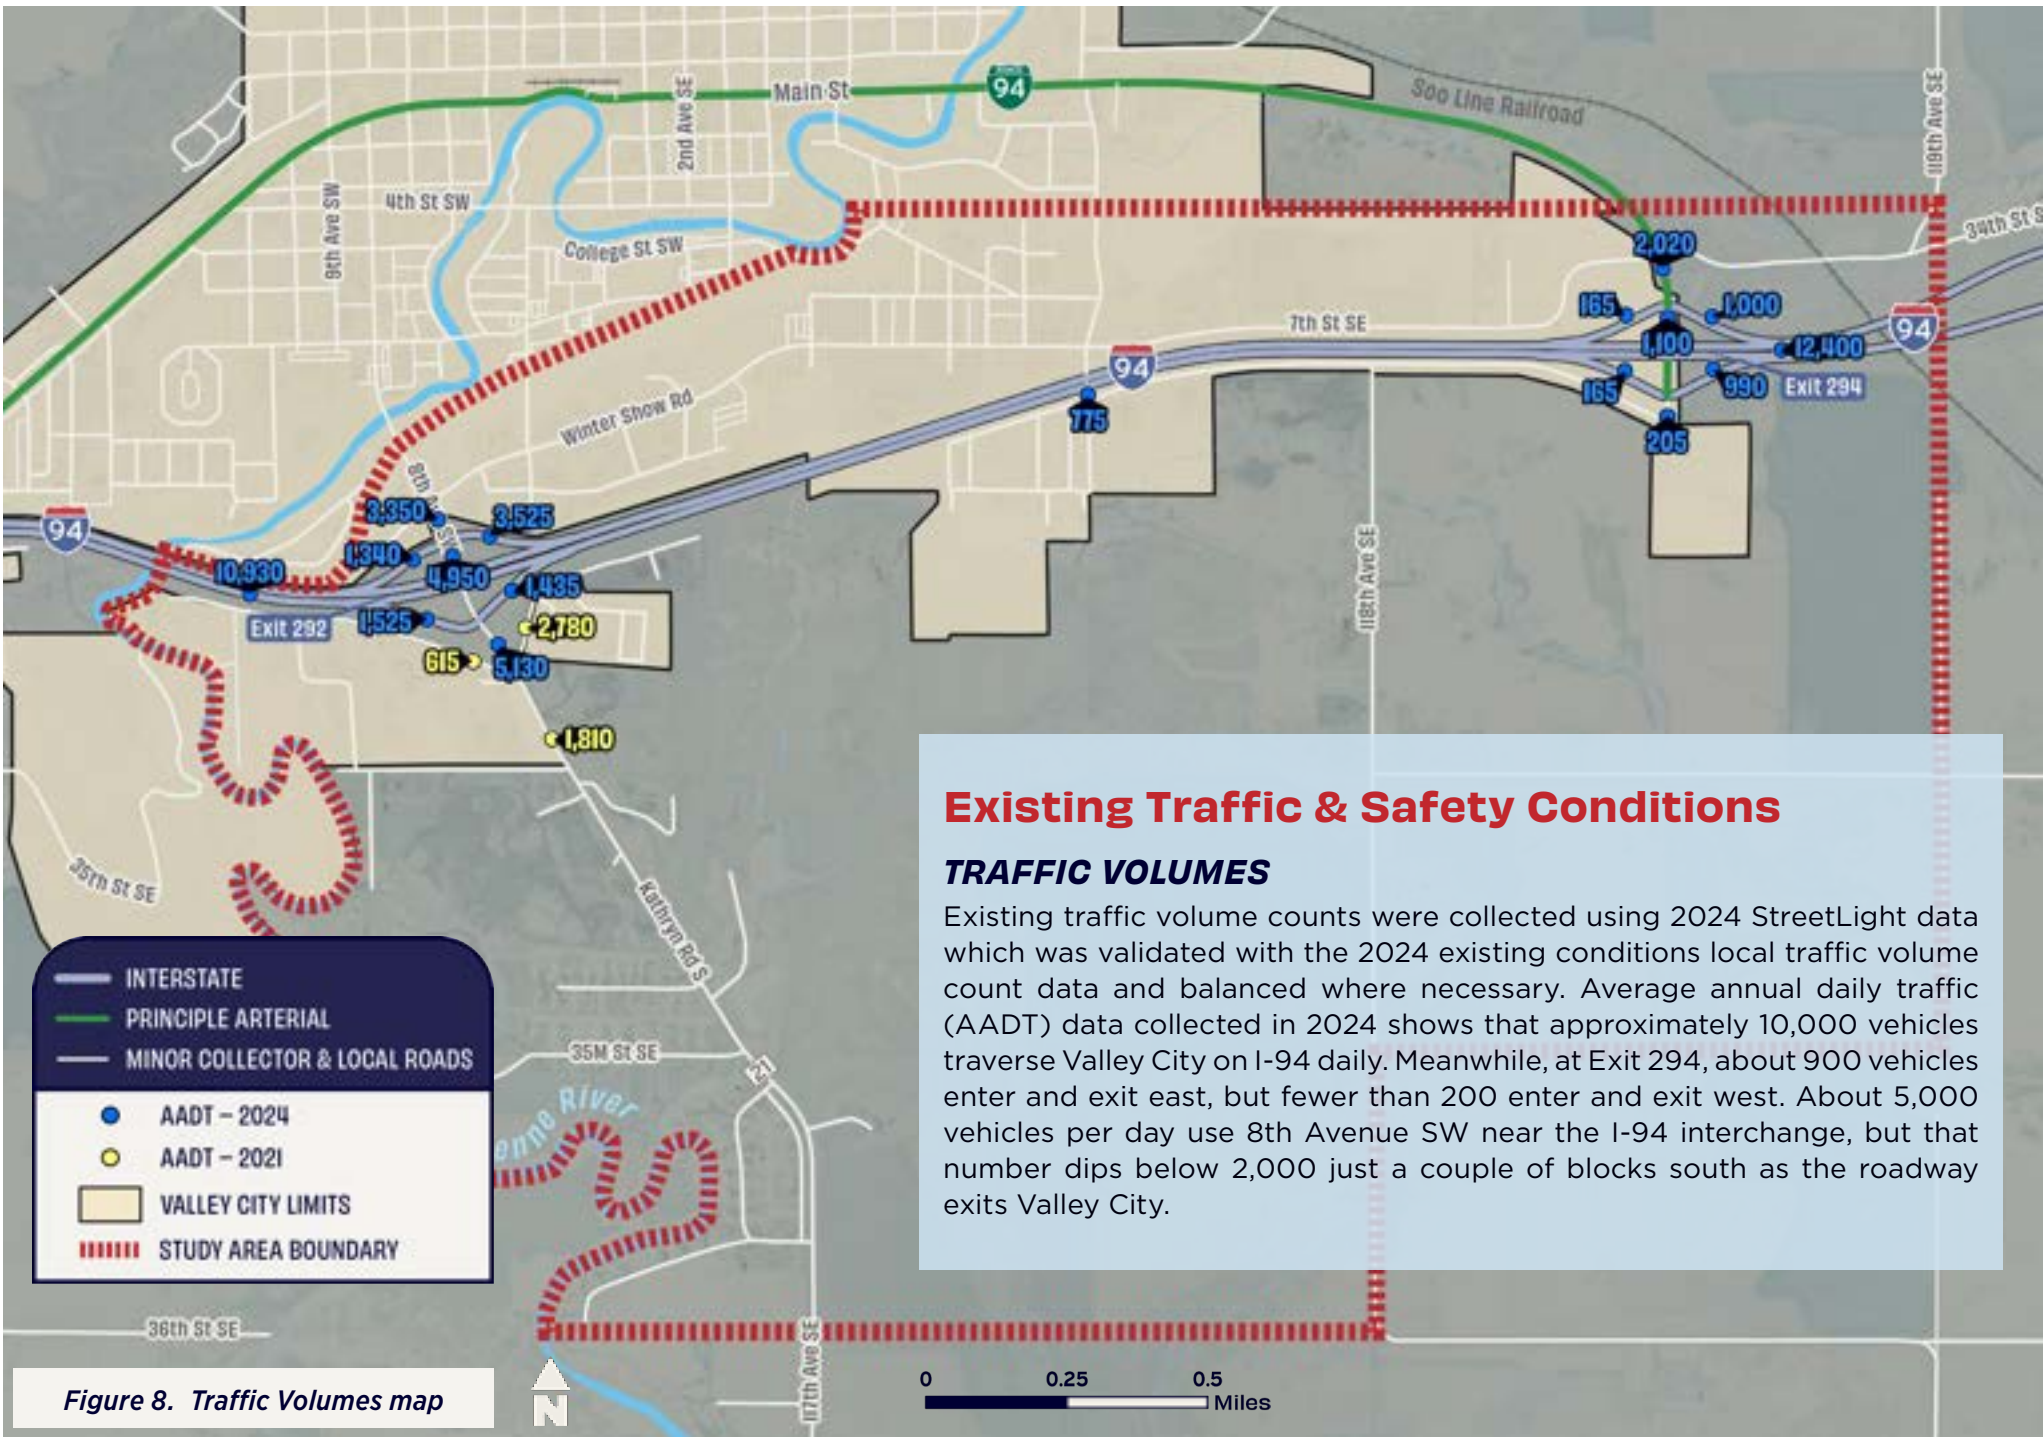 Main St
94
Soo Line Railroad
119th Ave SE
2nd Ave SE
9th Ave SW
4th St SW
College St SW
34th St S
2,020
165
1,000
7th St SE
1,100
12,400
94
94
165
990
Exit 294
775
205
Winter Show Rd
8th Av SW
3,350
3,525
94
1,340
10,930
4,950
1,435
118th Ave SE
Exit 292
1,525
2,780
615
5,130
1,810
35th St SE
Kathryn Rd S
Existing Traffic & Safety Conditions
TRAFFIC VOLUMES
Existing traffic volume counts were collected using 2024 StreetLight data
which was validated with the 2024 existing conditions local traffic volume
count data and balanced where necessary. Average annual daily traffic
(AADT) data collected in 2024 shows that approximately 10,000 vehicles
traverse Valley City on I-94 daily. Meanwhile, at Exit 294, about 900 vehicles
enter and exit east, but fewer than 200 enter and exit west. About 5,000
vehicles per day use 8th Avenue SW near the I-94 interchange, but that
number dips below 2,000 just a couple of blocks south as the roadway
exits Valley City.
INTERSTATE
PRINCIPLE ARTERIAL
MINOR COLLECTOR & LOCAL ROADS
AADT – 2024
AADT – 2021
VALLEY CITY LIMITS
STUDY AREA BOUNDARY
35M St SE
21
enne River
36th St SE
117th Ave SE
Figure 8. Traffic Volumes map
N
0 0.25 0.5
Miles